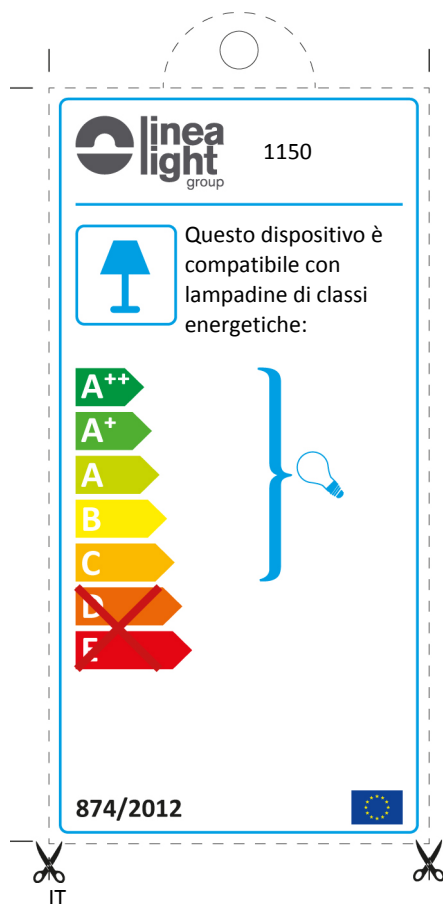 linea
light
group
1150
Questo dispositivo è
compatibile con
lampadine di classi
energetiche:
A++
A+
A
B
C
D
E
874/2012
IT